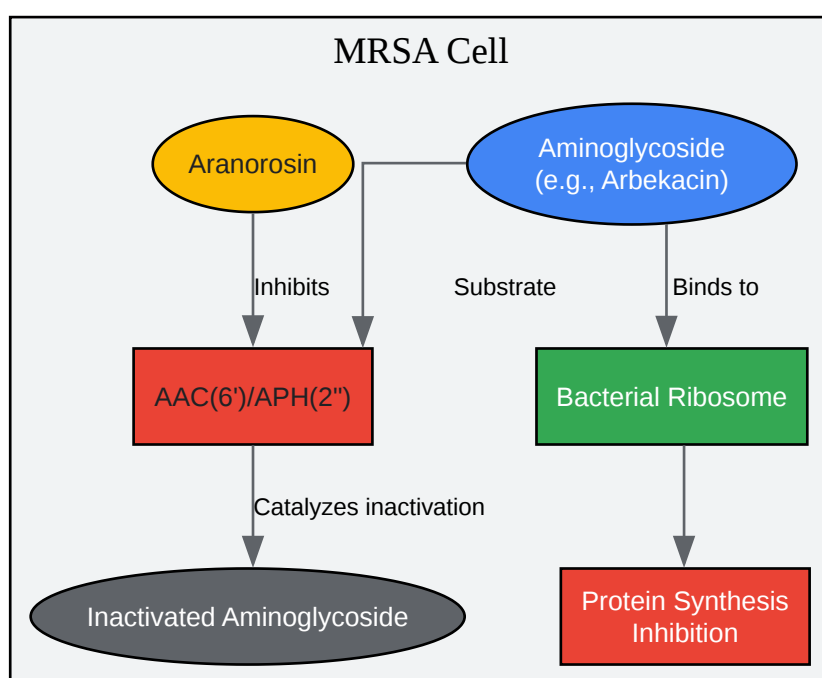 MRSA Cell
Aranorosin
Aminoglycoside
(e.g., Arbekacin)
Inhibits
Substrate
Binds to
AAC(6')/APH(2")
Bacterial Ribosome
Catalyzes inactivation
Inactivated Aminoglycoside
Protein Synthesis
Inhibition